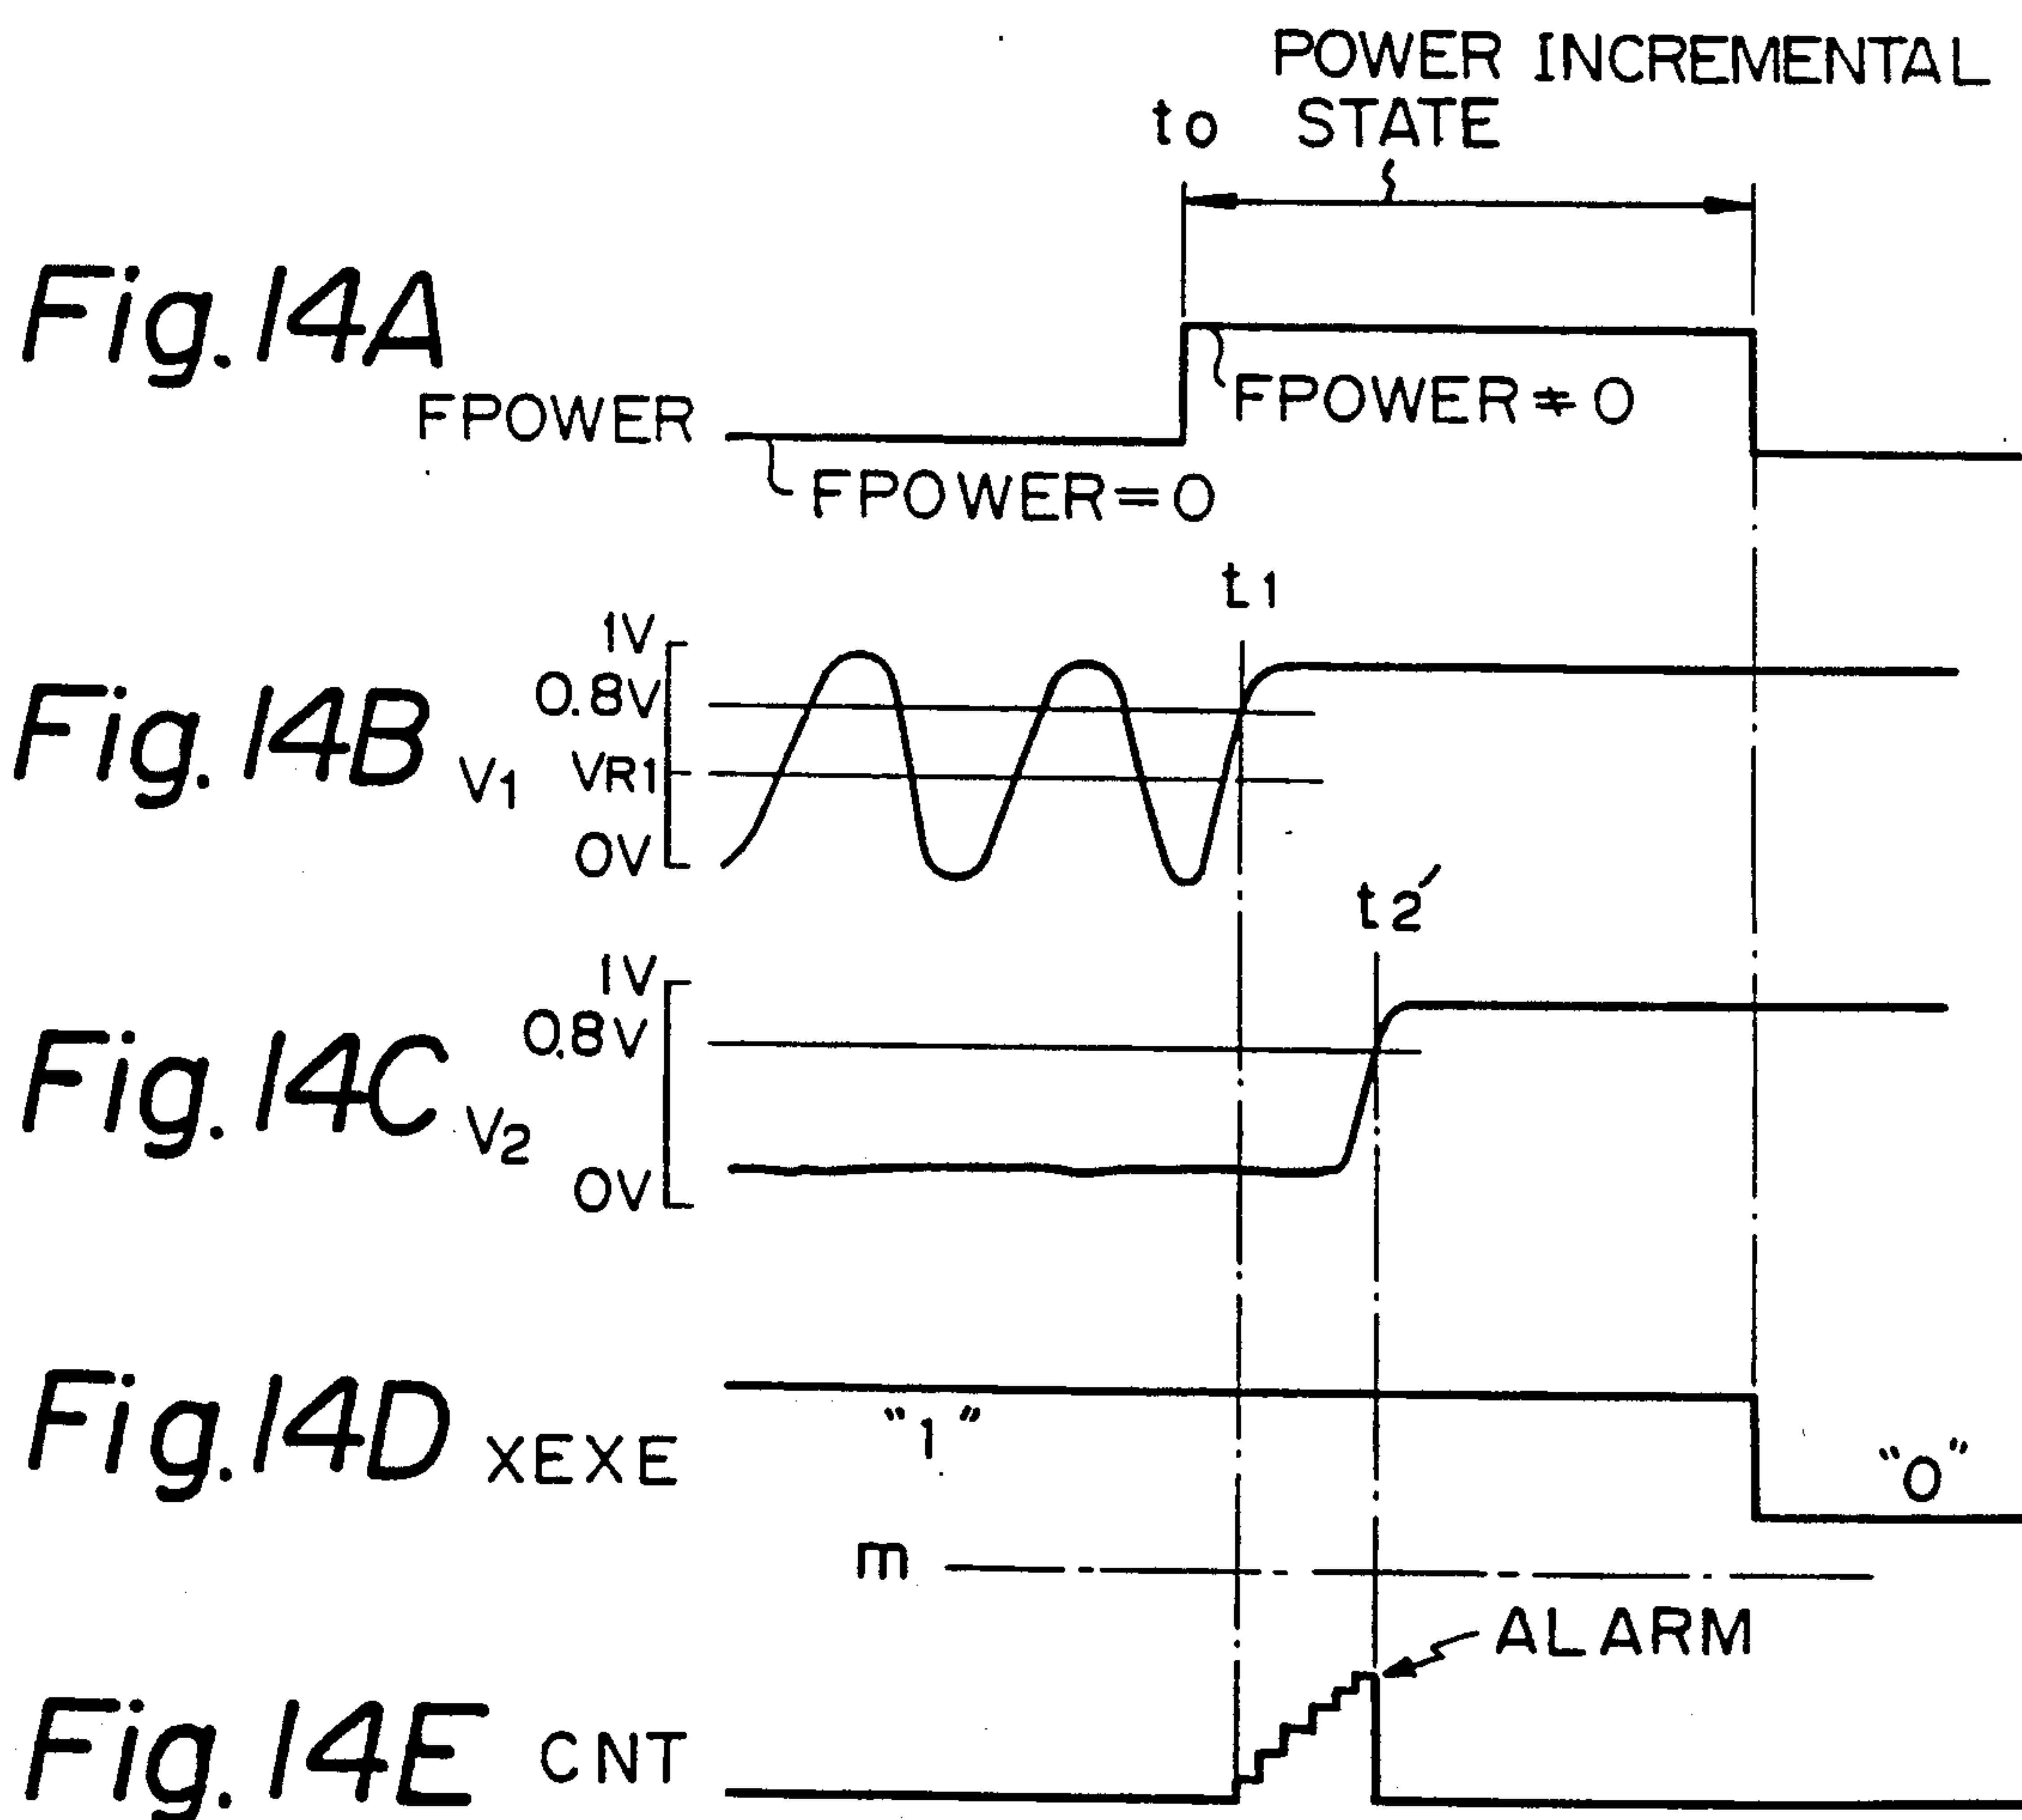 POWER INCREMENTAL
to STATE
Fig.14A
FPOWER
FPOWER≠0
FPOWER=0
t1
1V
0.8V
Fig.14B V1 VR1
0V
t2'
1V
0.8V
Fig.14C V2
0V
Fig.14D XEXE
"1"
"0"
m
ALARM
Fig.14E CNT